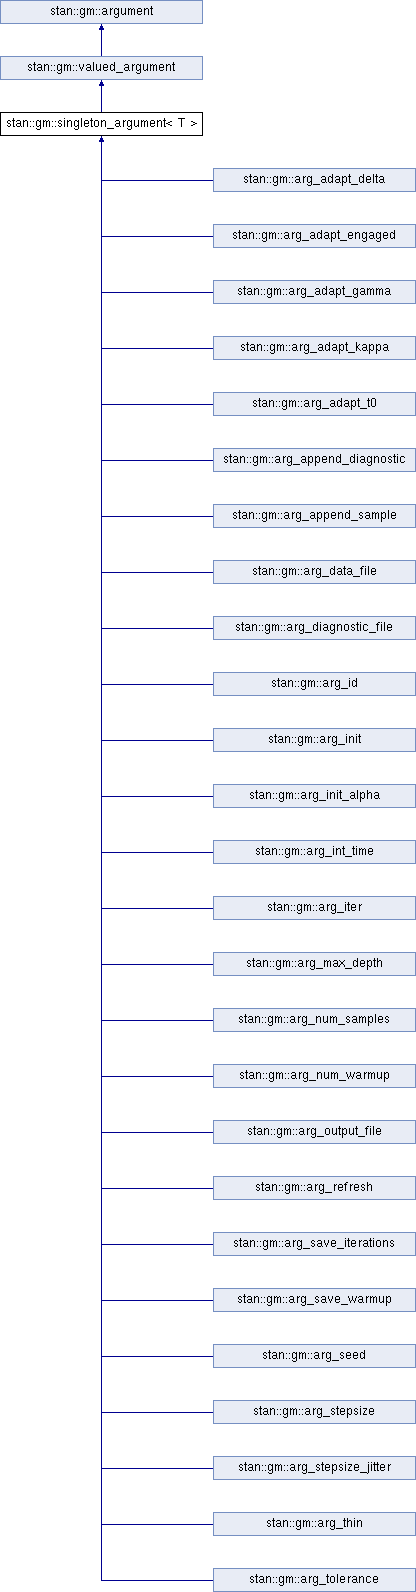 stan::gm::argument
stan::gm::valued_argument
stan::gm::singleton_argument< T >
stan::gm::arg_adapt_delta
stan::gm::arg_adapt_engaged
stan::gm::arg_adapt_gamma
stan::gm::arg_adapt_kappa
stan::gm::arg_adapt_t0
stan::gm::arg_append_diagnostic
stan::gm::arg_append_sample
stan::gm::arg_data_file
stan::gm::arg_diagnostic_file
stan::gm::arg_id
stan::gm::arg_init
stan::gm::arg_init_alpha
stan::gm::arg_int_time
stan::gm::arg_iter
stan::gm::arg_max_depth
stan::gm::arg_num_samples
stan::gm::arg_num_warmup
stan::gm::arg_output_file
stan::gm::arg_refresh
stan::gm::arg_save_iterations
stan::gm::arg_save_warmup
stan::gm::arg_seed
stan::gm::arg_stepsize
stan::gm::arg_stepsize_jitter
stan::gm::arg_thin
stan::gm::arg_tolerance